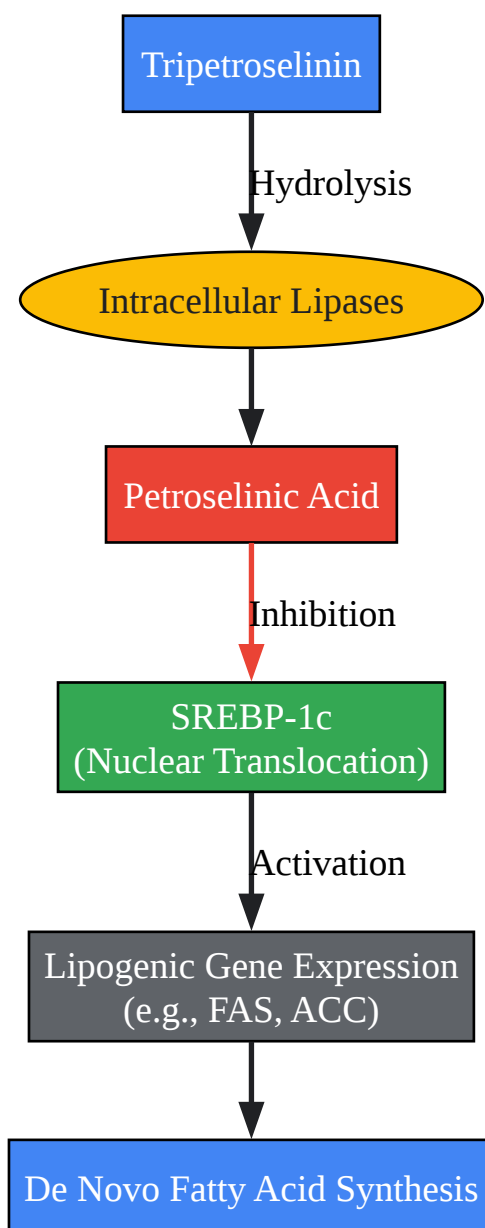 Tripetroselinin
Hydrolysis
Intracellular Lipases
Petroselinic Acid
Inhibition
SREBP-1c
(Nuclear Translocation)
Activation
Lipogenic Gene Expression
(e.g., FAS, ACC)
De Novo Fatty Acid Synthesis